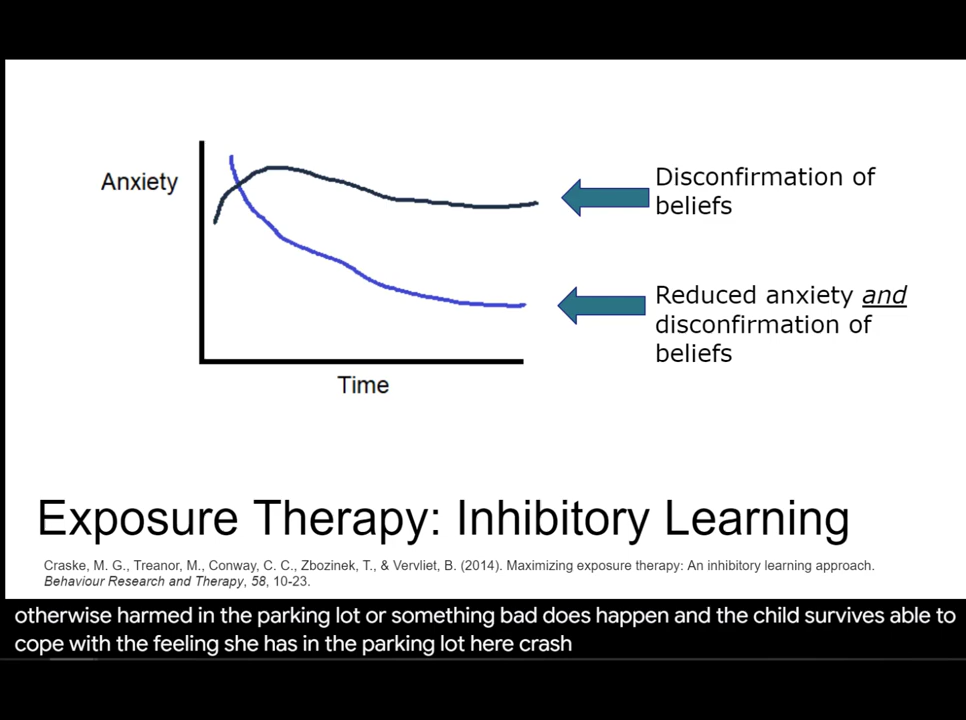 Anxiety
Disconfirmation of
beliefs
Reduced anxiety and
disconfirmation of
beliefs
Time
Exposure Therapy: Inhibitory Learning
Craske, M. G., Treanor, M., Conway, C. C., Zbozinek, T., & Vervliet, B. (2014). Maximizing exposure therapy: An inhibitory learning approach.
Behaviour Research and Therapy, 58, 10-23.
otherwise harmed in the parking lot or something bad does happen and the child survives able to
cope with the feeling she has in the parking lot here crash